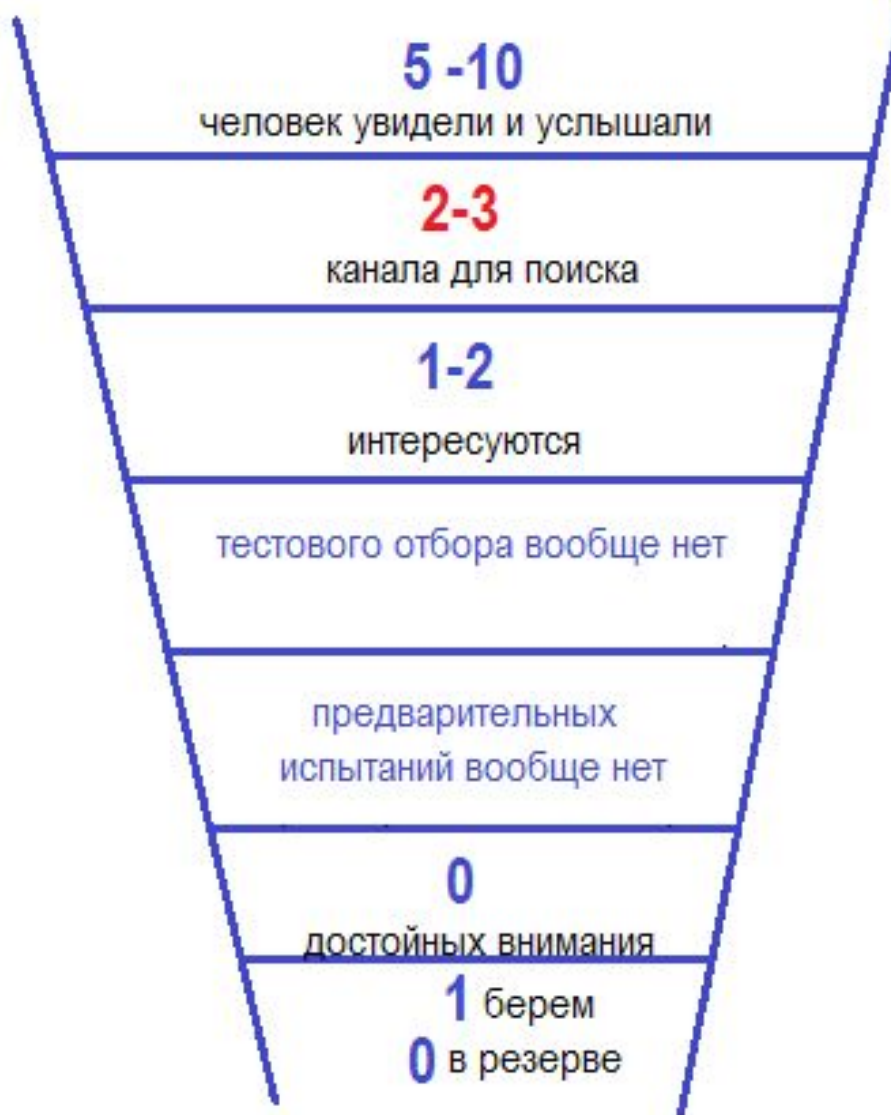 5 -10
человек увидели и услышали
2-3
канала для поиска
1-2
интересуются
тестового отбора вообще нет
предварительных
испытаний вообще нет
0
достойных внимания
1 берем
0 в резерве